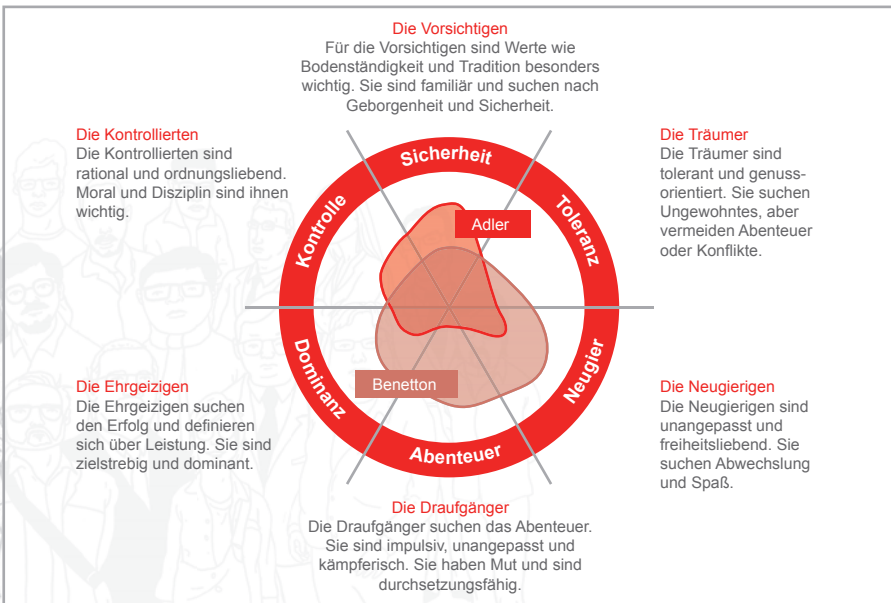 Die Vorsichtigen
Für die Vorsichtigen sind Werte wie
Bodenständigkeit und Tradition besonders
wichtig. Sie sind familiär und suchen nach
Geborgenheit und Sicherheit.
Die Kontrollierten
Die Kontrollierten sind
rational und ordnungsliebend.
Moral und Disziplin sind ihnen
wichtig.
Die Träumer
Die Träumer sind
tolerant und genuss-
orientiert. Sie suchen
Ungewohntes, aber
vermeiden Abenteuer
oder Konflikte.
Sicherheit
Kontrolle
Toleranz
Adler
Dominanz
Neugier
Benetton
Abenteuer
Die Ehrgeizigen
Die Ehrgeizigen suchen
den Erfolg und definieren
sich über Leistung. Sie sind
zielstrebig und dominant.
Die Neugierigen
Die Neugierigen sind
unangepasst und
freiheitsliebend. Sie
suchen Abwechslung
und Spaß.
Die Draufgänger
Die Draufgänger suchen das Abenteuer.
Sie sind impulsiv, unangepasst und
kämpferisch. Sie haben Mut und sind
durchsetzungsfähig.